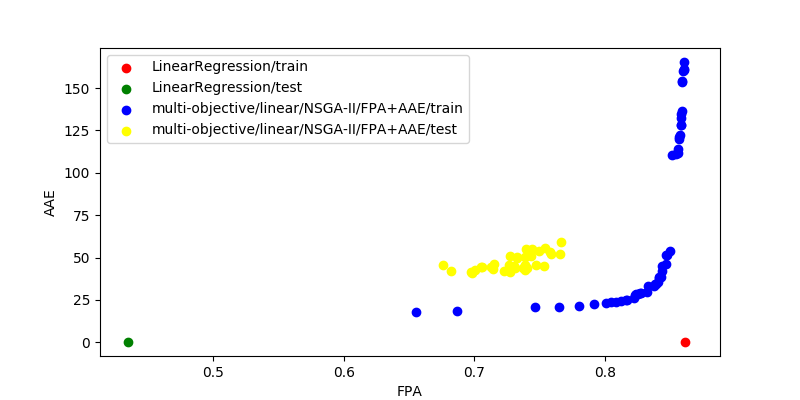 LinearRegression/train
LinearRegression/test
multi-objective/linear/NSGA-II/FPA+AAE/train
multi-objective/linear/NSGA-II/FPA+AAE/test
AAE
150
125
100
75
50
25
0
0.5 0.6 0.7 0.8
FPA